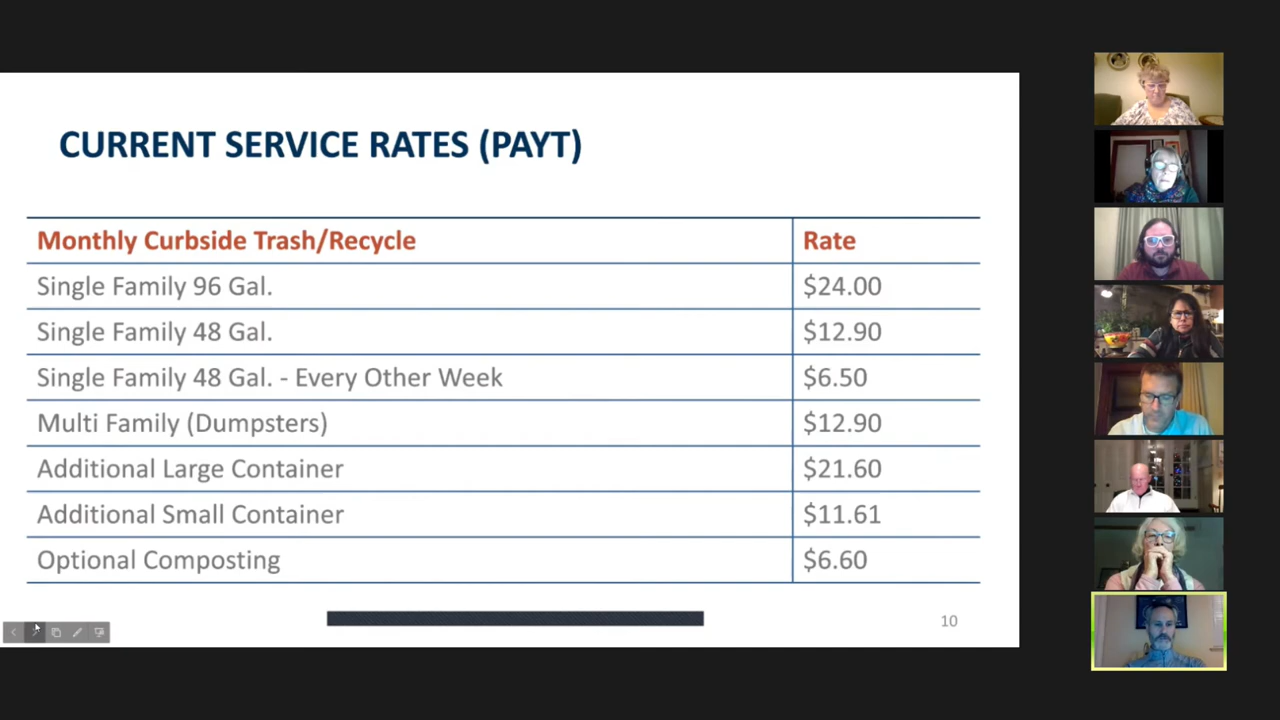 CURRENT SERVICE RATES (PAYT)
Monthly Curbside Trash/Recycle Rate
Single Family 96 Gal. $24.00
Single Family 48 Gal. $12.90
Single Family 48 Gal. - Every Other Week $6.50
Multi Family (Dumpsters) $12.90
Additional Large Container $21.60
Additional Small Container $11.61
Optional Composting $6.60
10